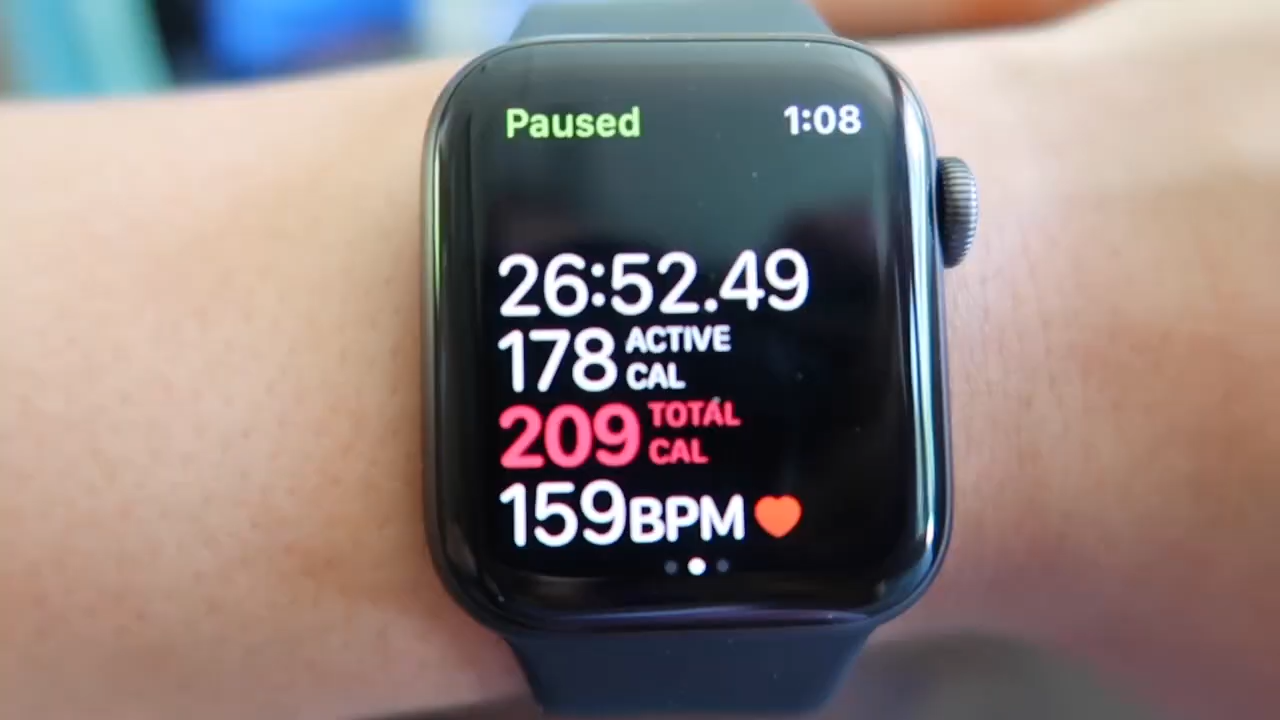 Paused 1:08
26:52.49
178 ACTIVE CAL
209 TOTAL CAL
159BPM